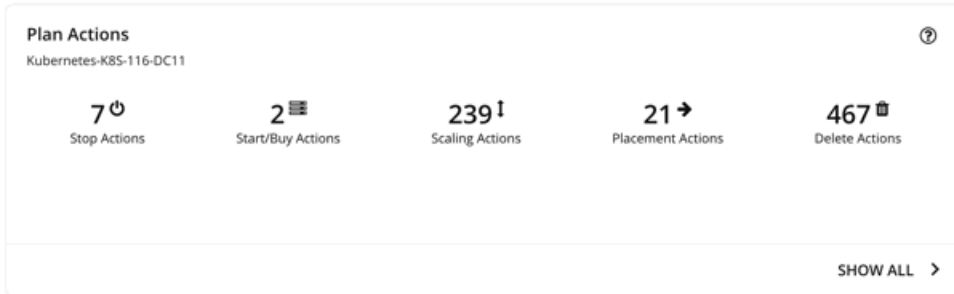 Plan Actions
Kubernetes-K8S-116-DC11
7
Stop Actions
2
Start/Buy Actions
239
Scaling Actions
21
Placement Actions
467
Delete Actions
SHOW ALL